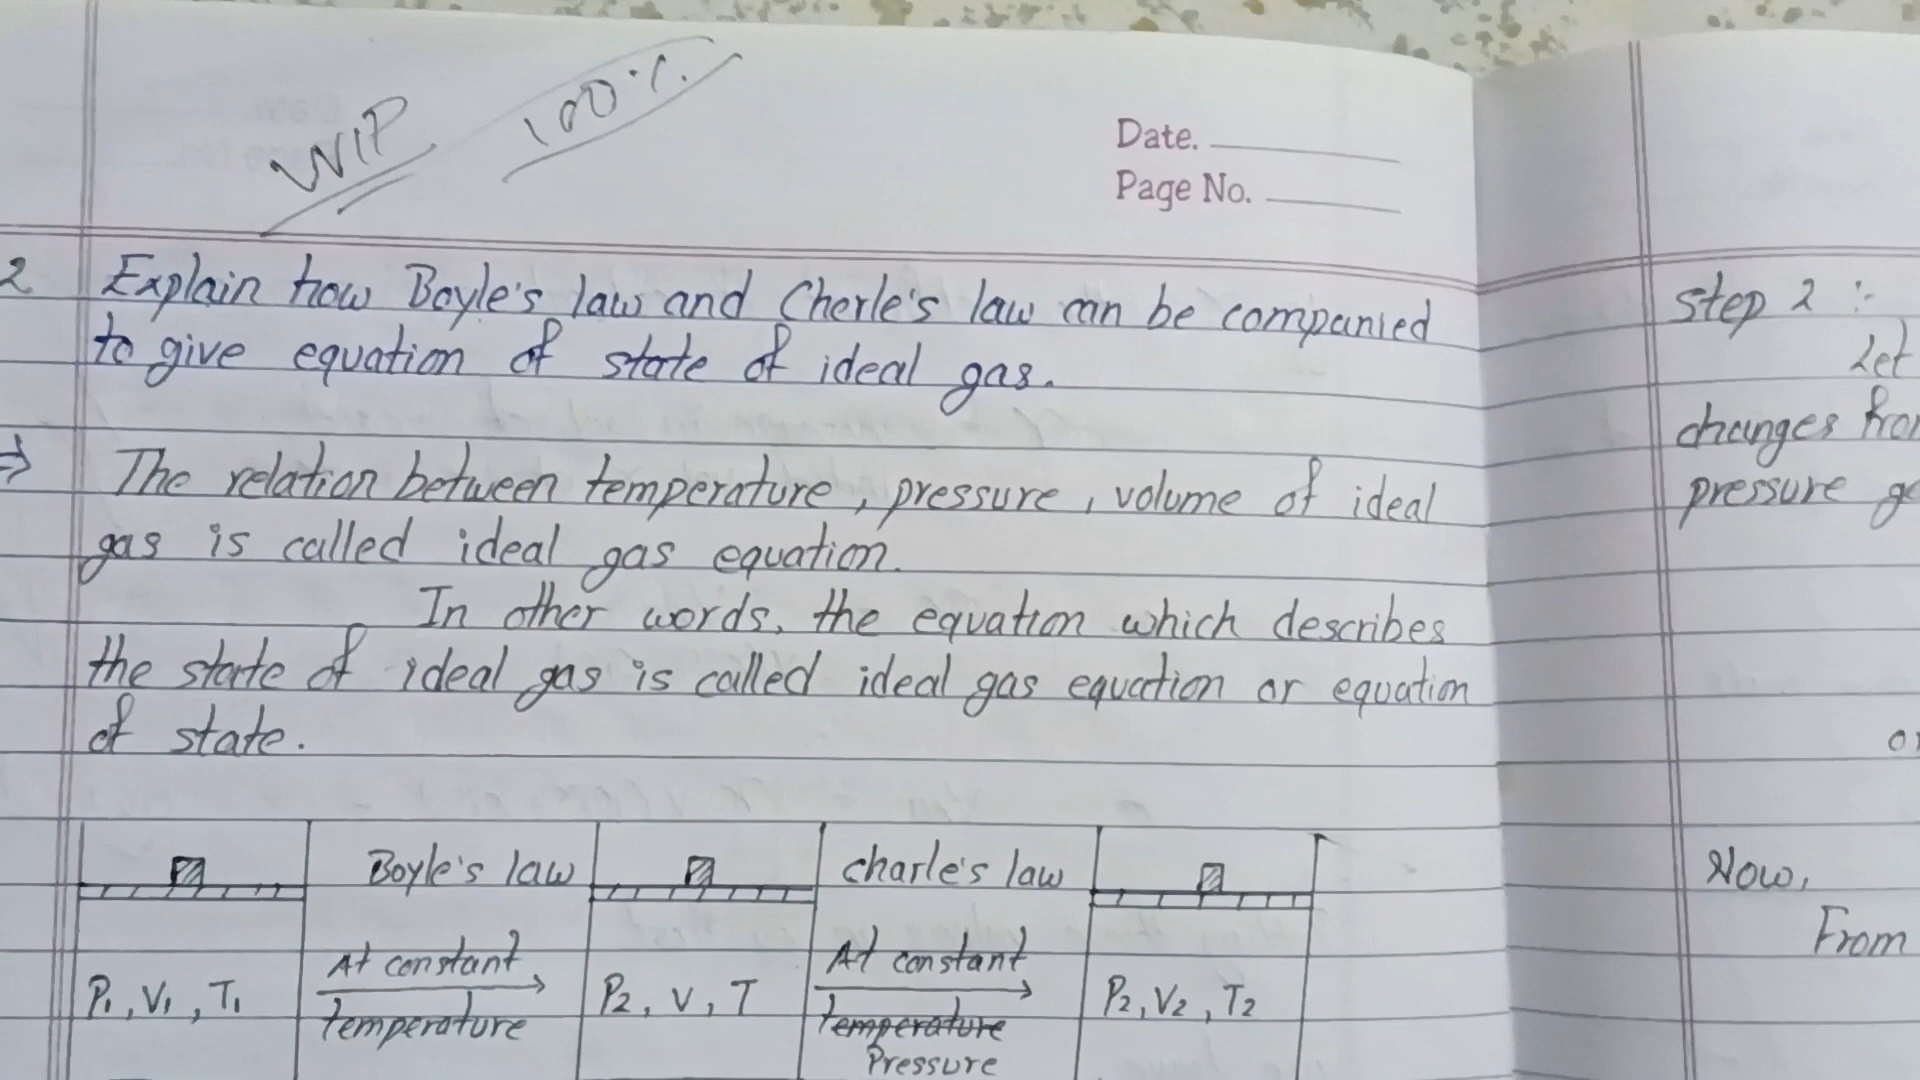 WIP 100%
Date.
Page No.
2 Explain how Boyle's law and Cherle's law can be companied
to give equation of state of ideal gas.
⇒ The relation between temperature, pressure, volume of ideal
gas is called ideal gas equation.
In other words, the equation which describes
the state of ideal gas is called ideal gas equation or equation
of state.
Boyle's law
charle's law
P1, V1, T1
At constant
temperature
P2, V, T
At constant
temperature
Pressure
P2, V2, T2
step 2 :-
Let
changes
pressure
Now,
From